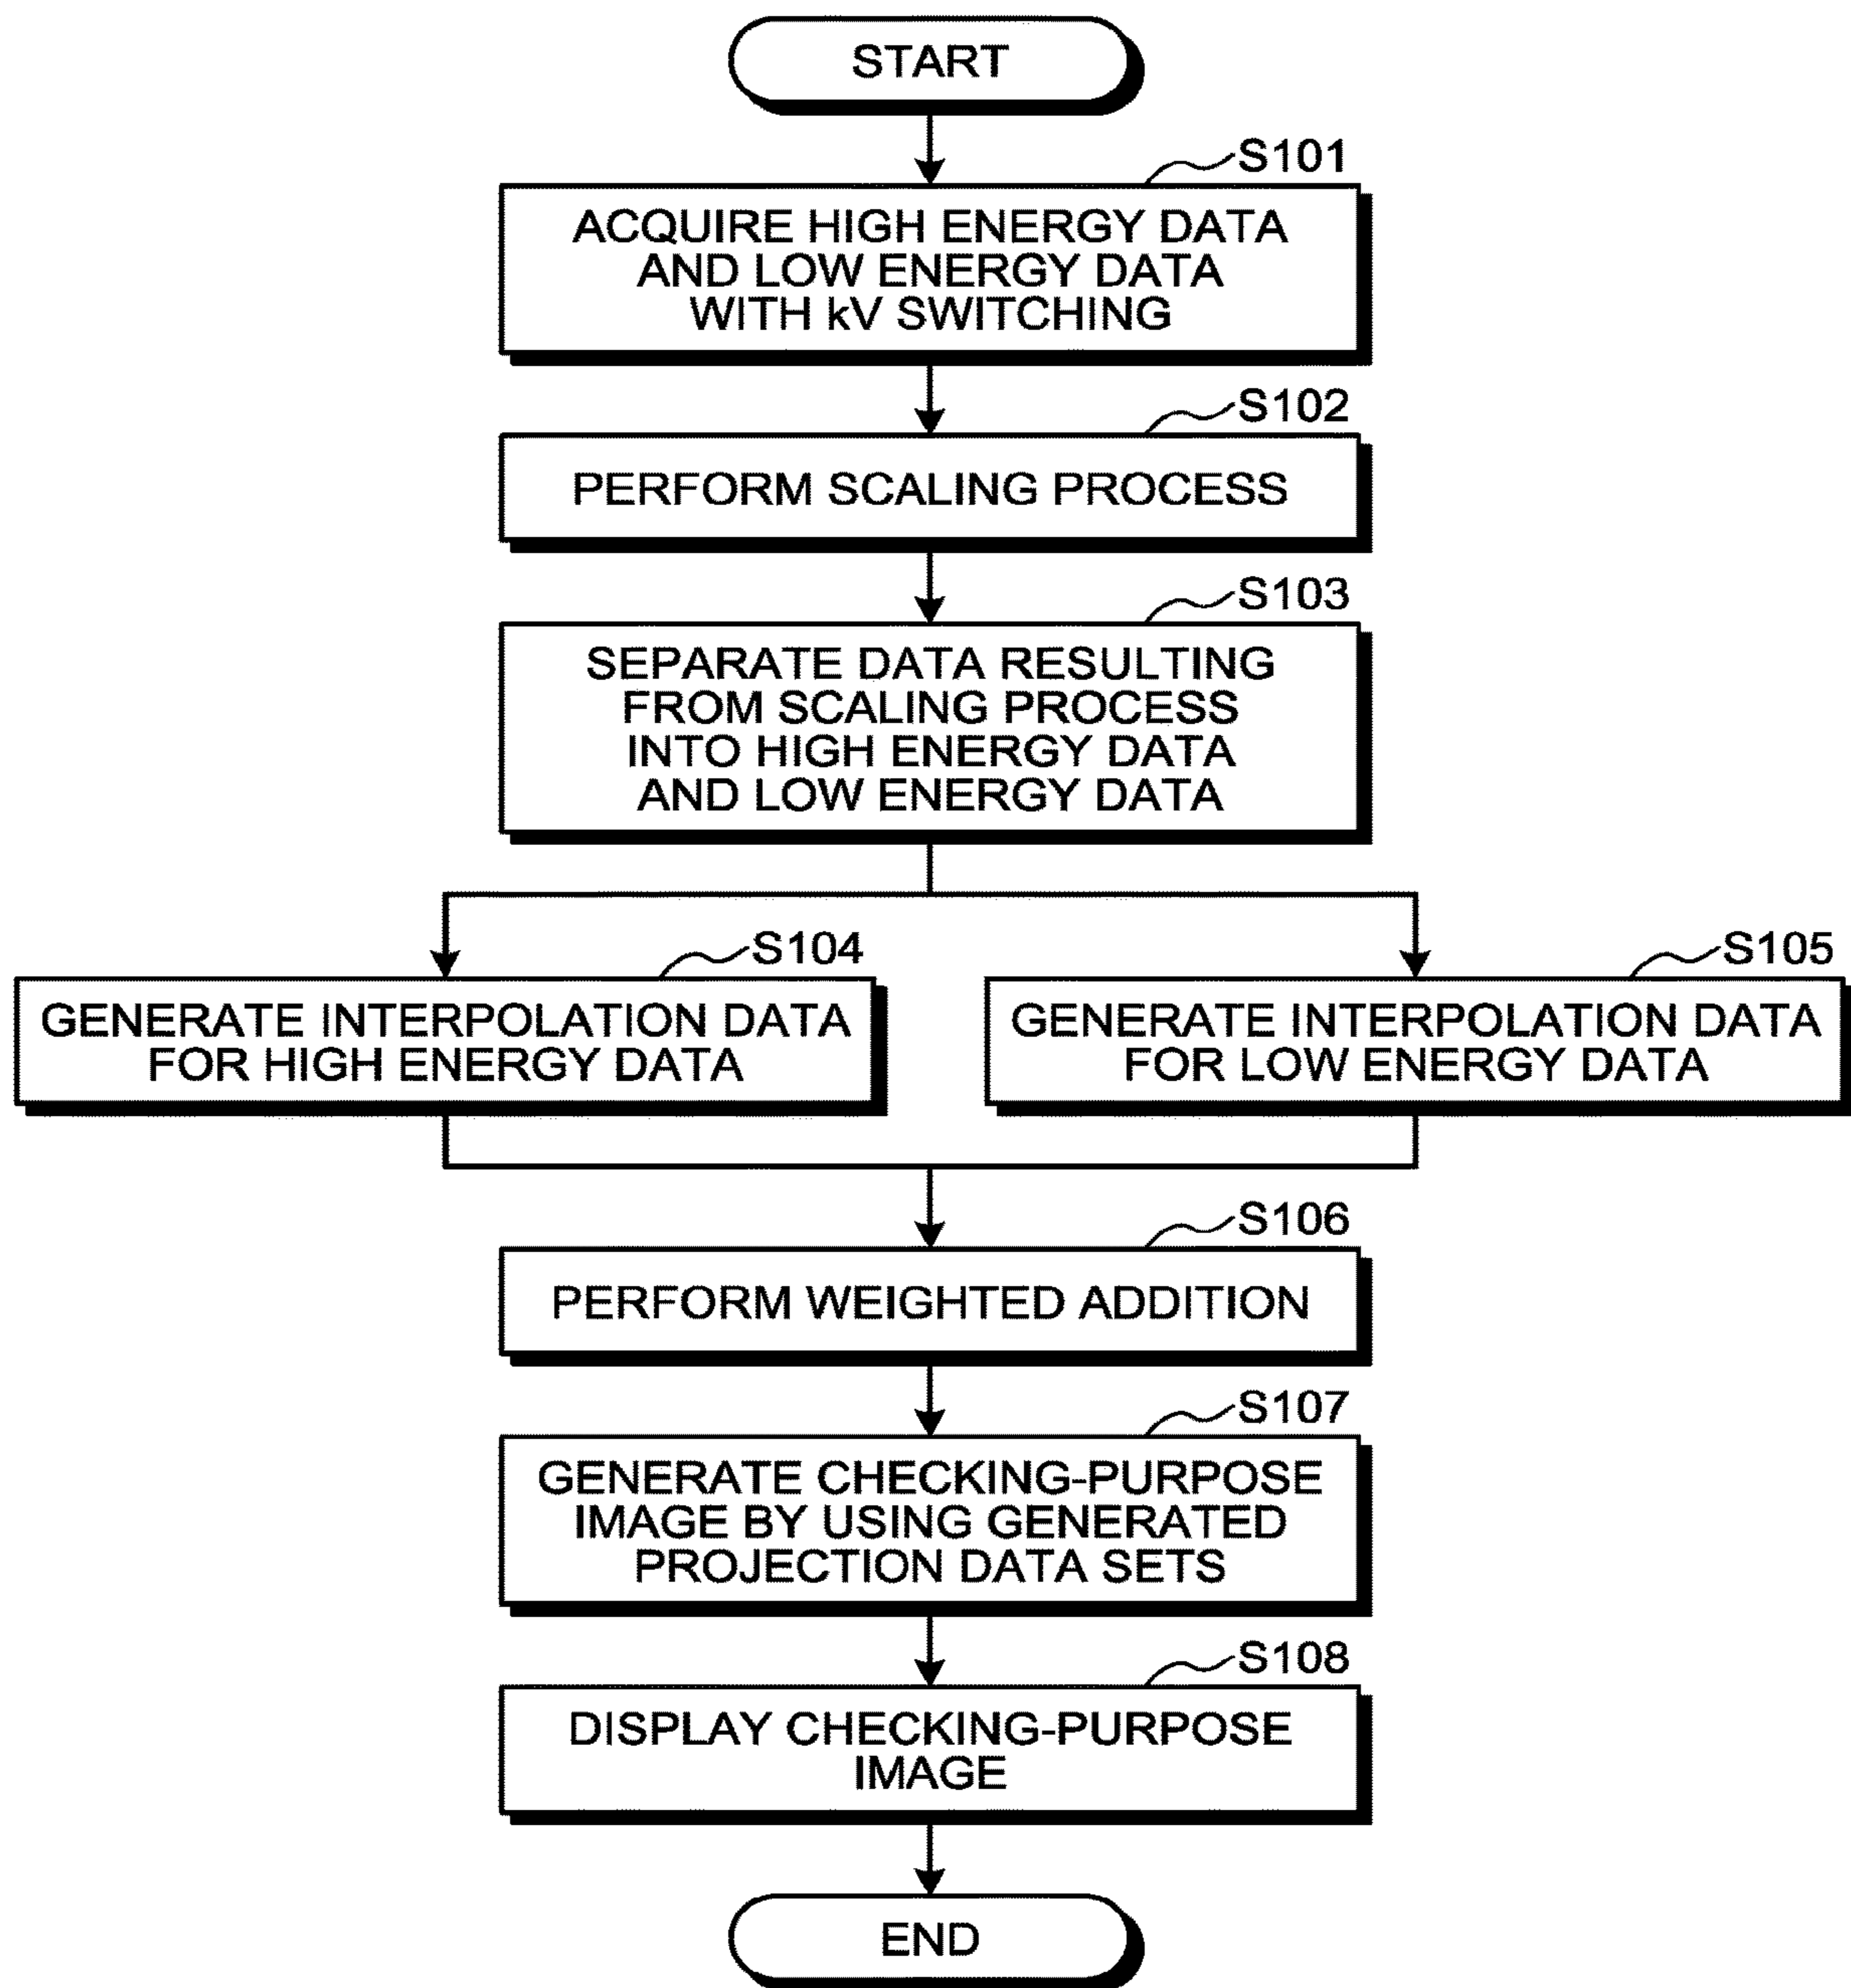 START
S101
ACQUIRE HIGH ENERGY DATA
AND LOW ENERGY DATA
WITH kV SWITCHING
S102
PERFORM SCALING PROCESS
S103
SEPARATE DATA RESULTING
FROM SCALING PROCESS
INTO HIGH ENERGY DATA
AND LOW ENERGY DATA
S104
GENERATE INTERPOLATION DATA
FOR HIGH ENERGY DATA
S105
GENERATE INTERPOLATION DATA
FOR LOW ENERGY DATA
S106
PERFORM WEIGHTED ADDITION
S107
GENERATE CHECKING-PURPOSE
IMAGE BY USING GENERATED
PROJECTION DATA SETS
S108
DISPLAY CHECKING-PURPOSE
IMAGE
END